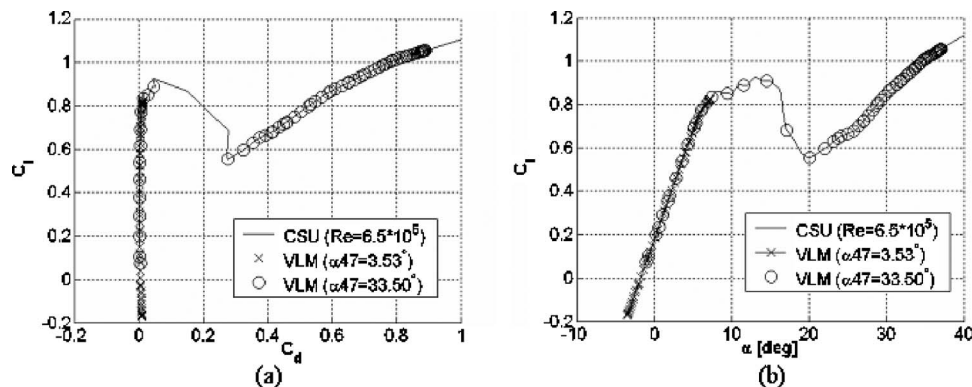 1.2
1
0.8
0.6
0.4
0.2
0
-0.2
C_l
-0.2
0
0.2
0.4
0.6
0.8
1
C_d
CSU (Re=6.5*10^5)
VLM (α47=3.53°)
VLM (α47=33.50°)
(a)
1.2
1
0.8
0.6
0.4
0.2
0
-0.2
C_l
-10
0
10
20
30
40
α [deg]
CSU (Re=6.5*10^5)
VLM (α47=3.53°)
VLM (α47=33.50°)
(b)